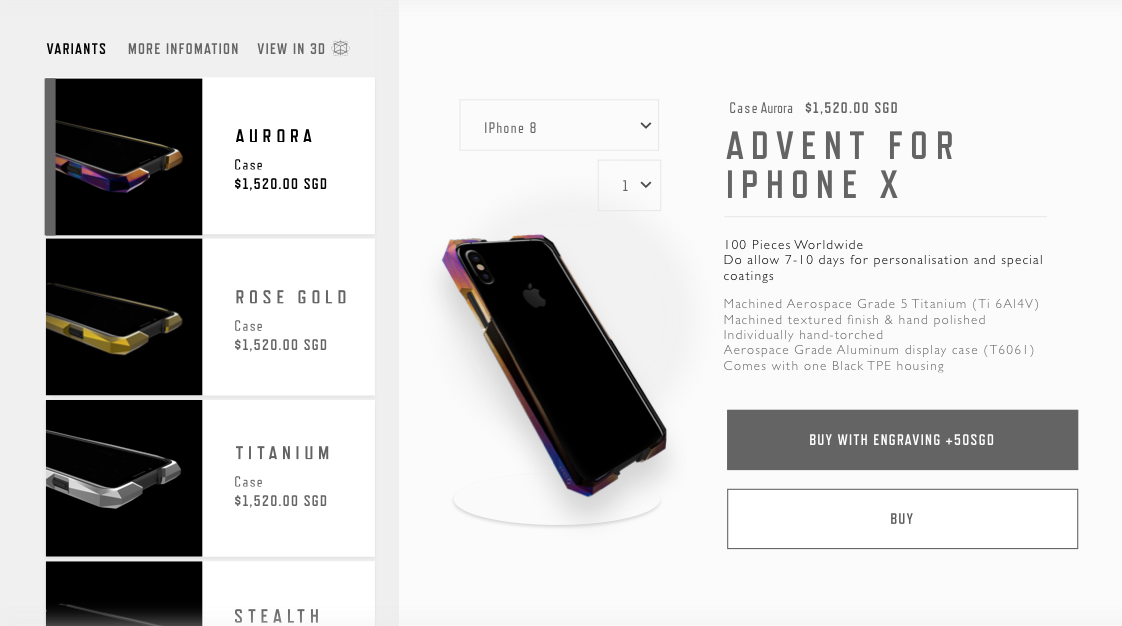 VARIANTS
MORE INFOMATION
VIEW IN 3D
AURORA
Case
$1,520.00 SGD
ROSE GOLD
Case
$1,520.00 SGD
TITANIUM
Case
$1,520.00 SGD
STEALTH
IPhone 8
1
Case Aurora $1,520.00 SGD
ADVENT FOR
IPHONE X
100 Pieces Worldwide
Do allow 7-10 days for personalisation and special
coatings
Machined Aerospace Grade 5 Titanium (Ti 6Al4V)
Machined textured finish & hand polished
Individually hand-torched
Aerospace Grade Aluminum display case (T6061)
Comes with one Black TPE housing
BUY WITH ENGRAVING +50SGD
BUY